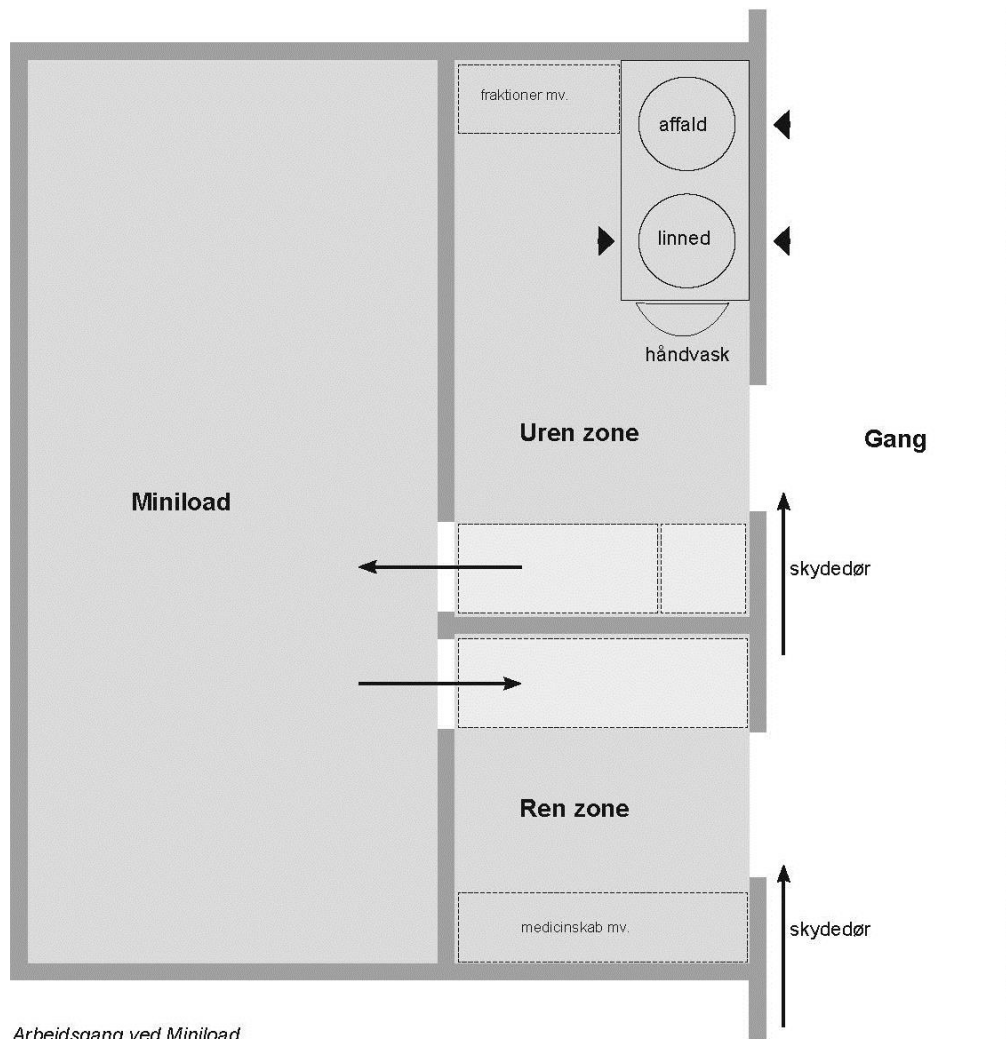 fraktioner mv.
affald
linned
håndvask
Uren zone
Gang
Miniload
skydedør
Ren zone
medicinskab mv.
skydedør
Arbejdsgang ved Miniload